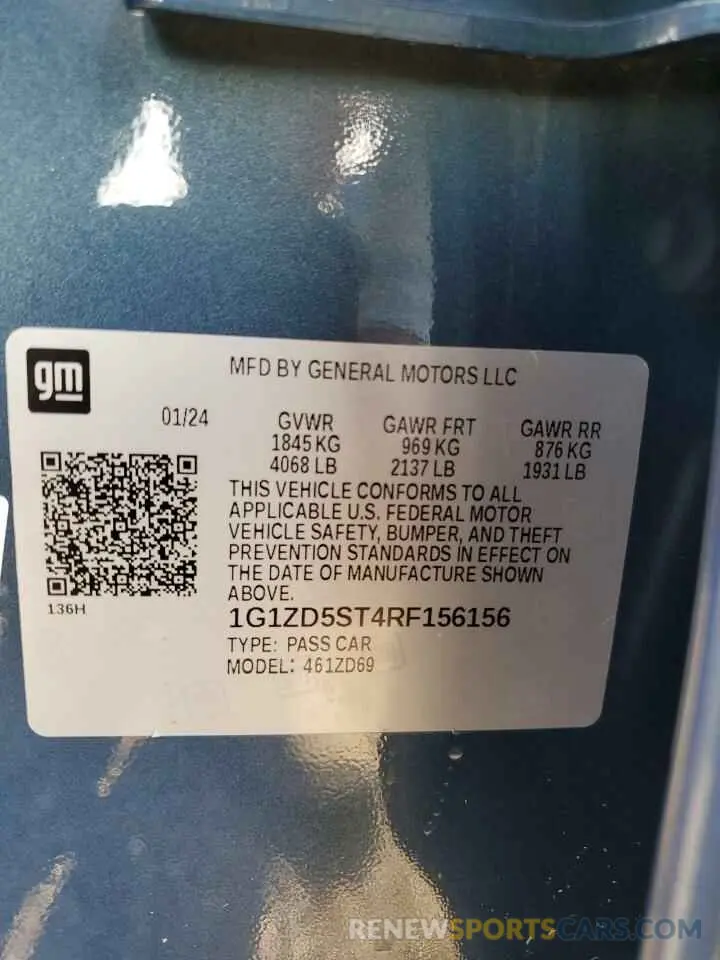 gm
MFD BY GENERAL MOTORS LLC
01/24
GVWR GAWR FRT GAWR RR
1845 KG 969 KG 876 KG
4068 LB 2137 LB 1931 LB
THIS VEHICLE CONFORMS TO ALL
APPLICABLE U.S. FEDERAL MOTOR
VEHICLE SAFETY, BUMPER, AND THEFT
PREVENTION STANDARDS IN EFFECT ON
THE DATE OF MANUFACTURE SHOWN
ABOVE.
136H
1G1ZD5ST4RF156156
TYPE: PASS CAR
MODEL: 461ZD69
RENEWSPORTSCARS.COM